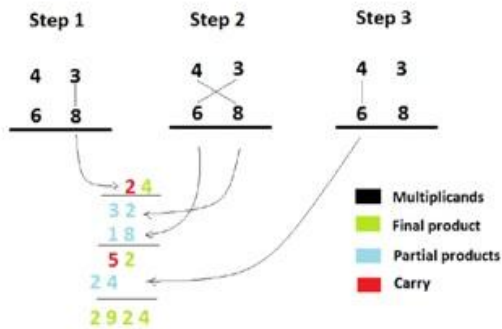 Step 1 Step 2 Step 3
4 3 4 3 4 3
6 8 6 8 6 8
2 4
3 2
1 8
5 2
2 4
2 9 2 4
Multiplicands
Final product
Partial products
Carry